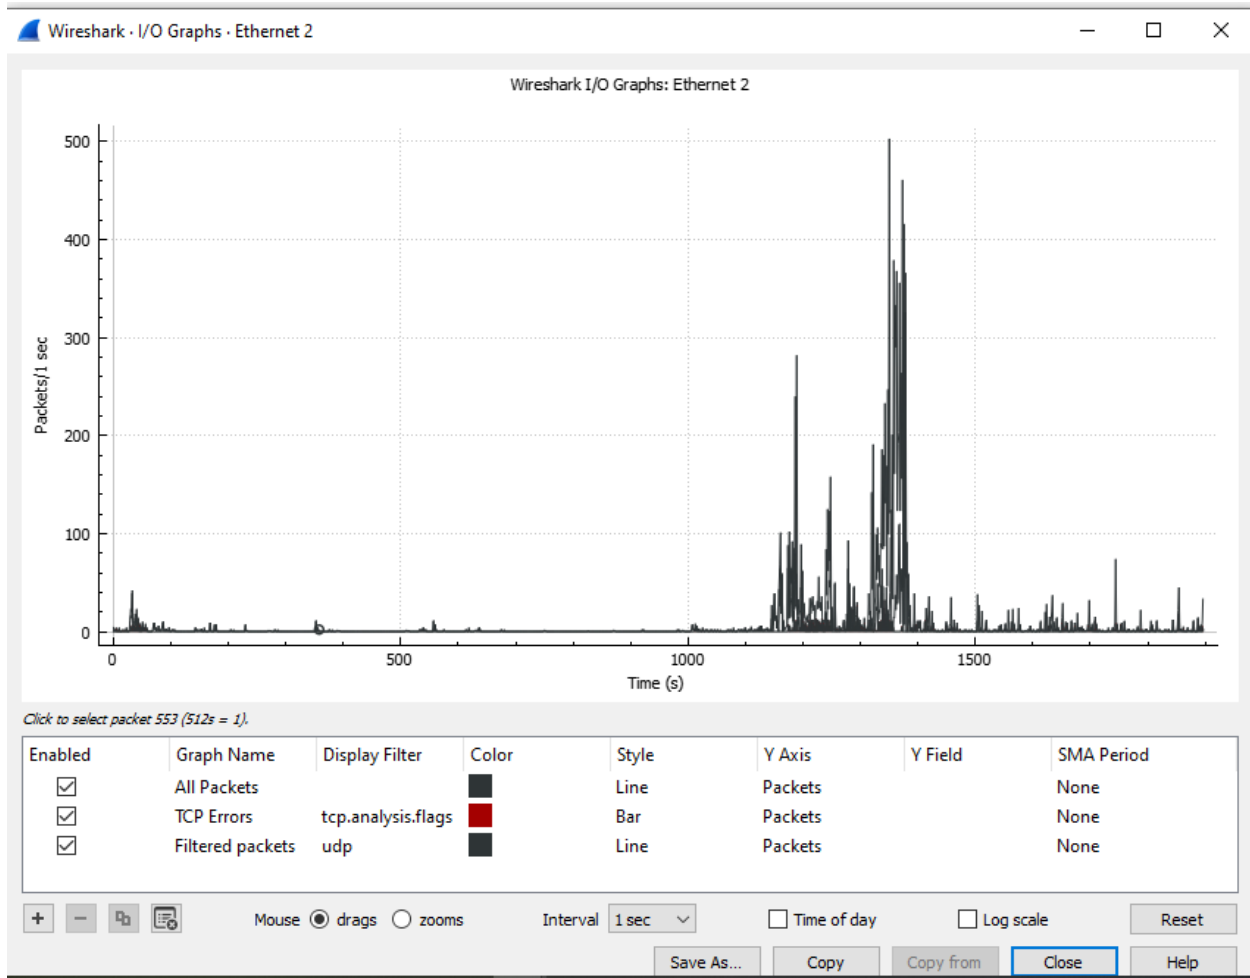 Wireshark · I/O Graphs · Ethernet 2
Wireshark I/O Graphs: Ethernet 2
500
400
300
200
100
0
Packets/1 sec
0 500 1000 1500
Time (s)
Click to select packet 553 (512s = 1).
Enabled Graph Name Display Filter Color Style Y Axis Y Field SMA Period
All Packets Line Packets None
TCP Errors tcp.analysis.flags Bar Packets None
Filtered packets udp Line Packets None
+ − Mouse drags zooms Interval 1 sec Time of day Log scale Reset
Save As... Copy Copy from Close Help